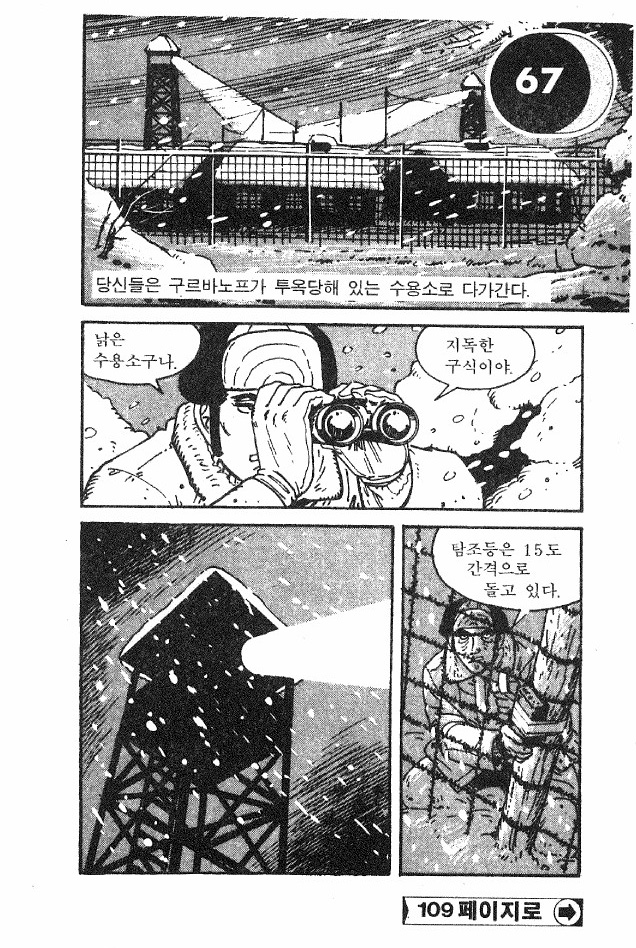 67
당신들은 구르바노프가 투옥당해 있는 수용소로 다가간다.
낡은
수용소구나.
지독한
구식이야.
탐조등은 15도
간격으로
돌고 있다.
109 페이지로